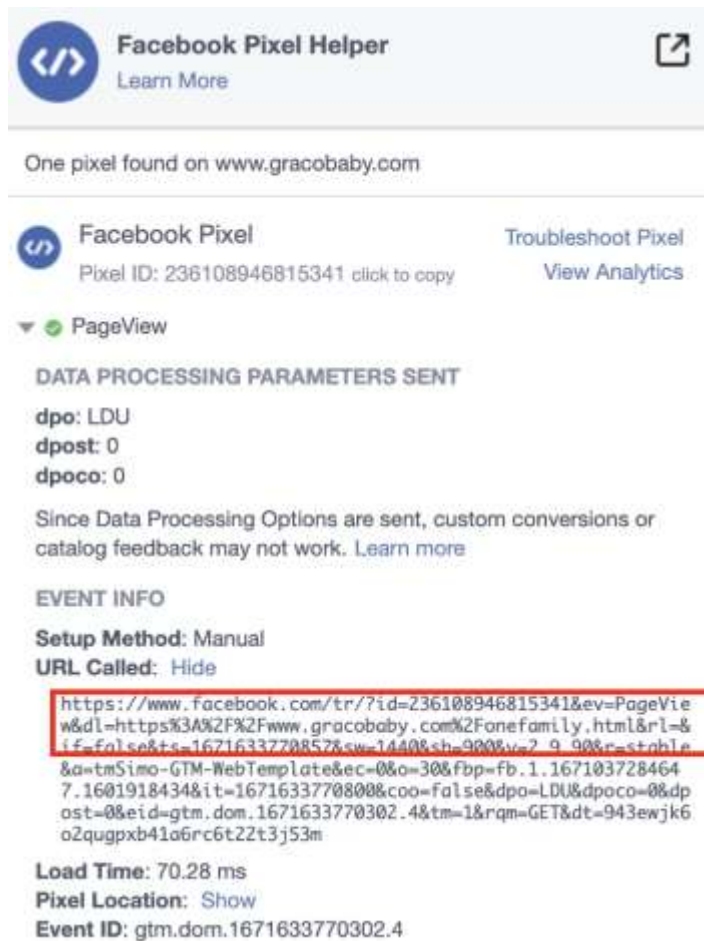 Facebook Pixel Helper
Learn More
One pixel found on www.gracobaby.com
Facebook Pixel
Troubleshoot Pixel
Pixel ID: 236108946815341 click to copy
View Analytics
PageView
DATA PROCESSING PARAMETERS SENT
dpo: LDU
dpost: 0
dpoco: 0
Since Data Processing Options are sent, custom conversions or
catalog feedback may not work. Learn more
EVENT INFO
Setup Method: Manual
URL Called: Hide
https://www.facebook.com/tr/?id=236108946815341&ev=PageVie
w&dl=https%3A%2F%2Fwww.gracobaby.com%2Fonefamily.html&rl=&
if=false&ts=1671633770857&sw=1440&sh=900&v=2.9.90&r=stable
&a=tmSimo-GTM-WebTemplate&ec=0&o=30&fbp=fb.1.167103728464
7.1601918434&it=1671633770800&coo=false&dpo=LDU&dpoco=0&dp
ost=0&eid=gtm.dom.1671633770302.4&tm=1&rqm=GET&dt=943ewjk6
o2qugpxb41a6rc6t22t3j53m
Load Time: 70.28 ms
Pixel Location: Show
Event ID: gtm.dom.1671633770302.4